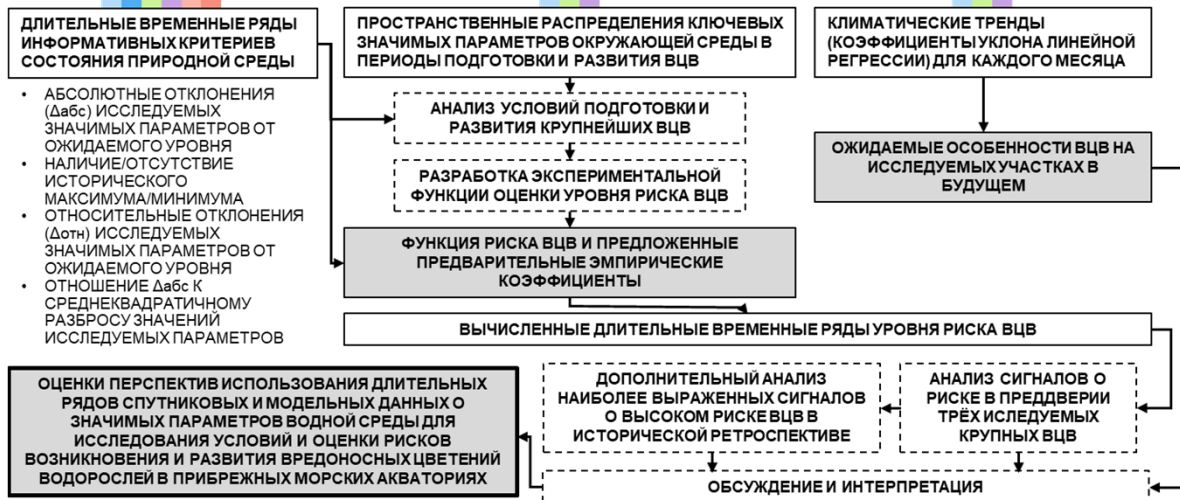 ДЛИТЕЛЬНЫЕ ВРЕМЕННЫЕ РЯДЫ
ИНФОРМАТИВНЫХ КРИТЕРИЕВ
СОСТОЯНИЯ ПРИРОДНОЙ СРЕДЫ
• АБСОЛЮТНЫЕ ОТКЛОНЕНИЯ
(Δабс) ИССЛЕДУЕМЫХ
ЗНАЧИМЫХ ПАРАМЕТРОВ ОТ
ОЖИДАЕМОГО УРОВНЯ
• НАЛИЧИЕ/ОТСУТСТВИЕ
ИСТОРИЧЕСКОГО
МАКСИМУМА/МИНИМУМА
• ОТНОСИТЕЛЬНЫЕ ОТКЛОНЕНИЯ
(Δотн) ИССЛЕДУЕМЫХ
ЗНАЧИМЫХ ПАРАМЕТРОВ ОТ
ОЖИДАЕМОГО УРОВНЯ
• ОТНОШЕНИЕ Δабс К
СРЕДНЕКВАДРАТИЧНОМУ
РАЗБРОСУ ЗНАЧЕНИЙ
ИССЛЕДУЕМЫХ ПАРАМЕТРОВ
ПРОСТРАНСТВЕННЫЕ РАСПРЕДЕЛЕНИЯ КЛЮЧЕВЫХ
ЗНАЧИМЫХ ПАРАМЕТРОВ ОКРУЖАЮЩЕЙ СРЕДЫ В
ПЕРИОДЫ ПОДГОТОВКИ И РАЗВИТИЯ ВЦВ
АНАЛИЗ УСЛОВИЙ ПОДГОТОВКИ И
РАЗВИТИЯ КРУПНЕЙШИХ ВЦВ
РАЗРАБОТКА ЭКСПЕРИМЕНТАЛЬНОЙ
ФУНКЦИИ ОЦЕНКИ УРОВНЯ РИСКА ВЦВ
ФУНКЦИЯ РИСКА ВЦВ И ПРЕДЛОЖЕННЫЕ
ПРЕДВАРИТЕЛЬНЫЕ ЭМПИРИЧЕСКИЕ
КОЭФФИЦИЕНТЫ
КЛИМАТИЧЕСКИЕ ТРЕНДЫ
(КОЭФФИЦИЕНТЫ УКЛОНА ЛИНЕЙНОЙ
РЕГРЕССИИ) ДЛЯ КАЖДОГО МЕСЯЦА
ОЖИДАЕМЫЕ ОСОБЕННОСТИ ВЦВ НА
ИССЛЕДУЕМЫХ УЧАСТКАХ В
БУДУЩЕМ
ВЫЧИСЛЕННЫЕ ДЛИТЕЛЬНЫЕ ВРЕМЕННЫЕ РЯДЫ УРОВНЯ РИСКА ВЦВ
АНАЛИЗ СИГНАЛОВ О
РИСКЕ В ПРЕДДВЕРИИ
ТРЁХ ИСЛЕДУЕМЫХ
КРУПНЫХ ВЦВ
ДОПОЛНИТЕЛЬНЫЙ АНАЛИЗ
НАИБОЛЕЕ ВЫРАЖЕННЫХ СИГНАЛОВ
О ВЫСОКОМ РИСКЕ ВЦВ В
ИСТОРИЧЕСКОЙ РЕТРОСПЕКТИВЕ
ОБСУЖДЕНИЕ И ИНТЕРПРЕТАЦИЯ
ОЦЕНКИ ПЕРСПЕКТИВ ИСПОЛЬЗОВАНИЯ ДЛИТЕЛЬНЫХ
РЯДОВ СПУТНИКОВЫХ И МОДЕЛЬНЫХ ДАННЫХ О
ЗНАЧИМЫХ ПАРАМЕТРОВ ВОДНОЙ СРЕДЫ ДЛЯ
ИССЛЕДОВАНИЯ УСЛОВИЙ И ОЦЕНКИ РИСКОВ
ВОЗНИКНОВЕНИЯ И РАЗВИТИЯ ВРЕДОНОСНЫХ ЦВЕТЕНИЙ
ВОДОРОСЛЕЙ В ПРИБРЕЖНЫХ МОРСКИХ АКВАТОРИЯХ